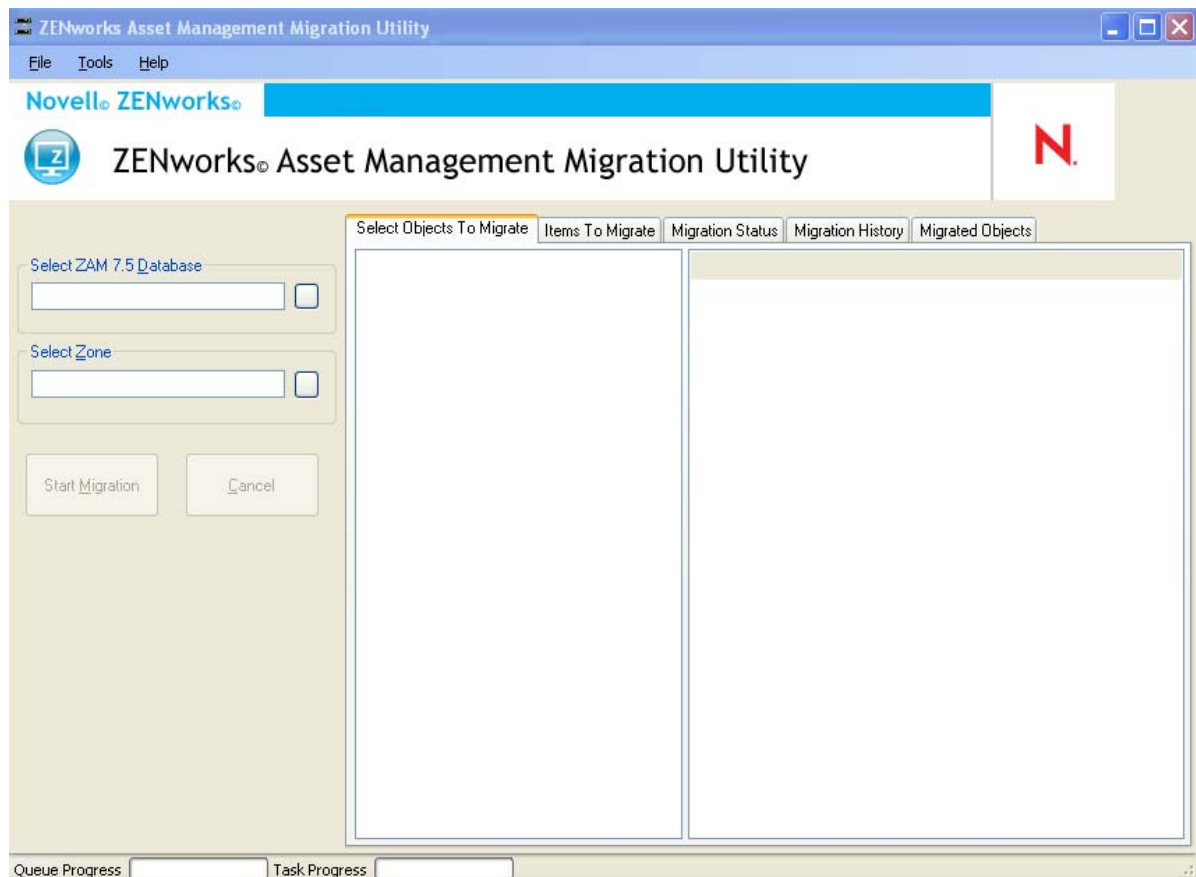 ZENworks Asset Management Migration Utility
File Tools Help
Novell© ZENworks©
Z
ZENworks© Asset Management Migration Utility
N.
Select Objects To Migrate Items To Migrate Migration Status Migration History Migrated Objects
Select ZAM 7.5 Database
Select Zone
Start Migration Cancel
Queue Progress Task Progress